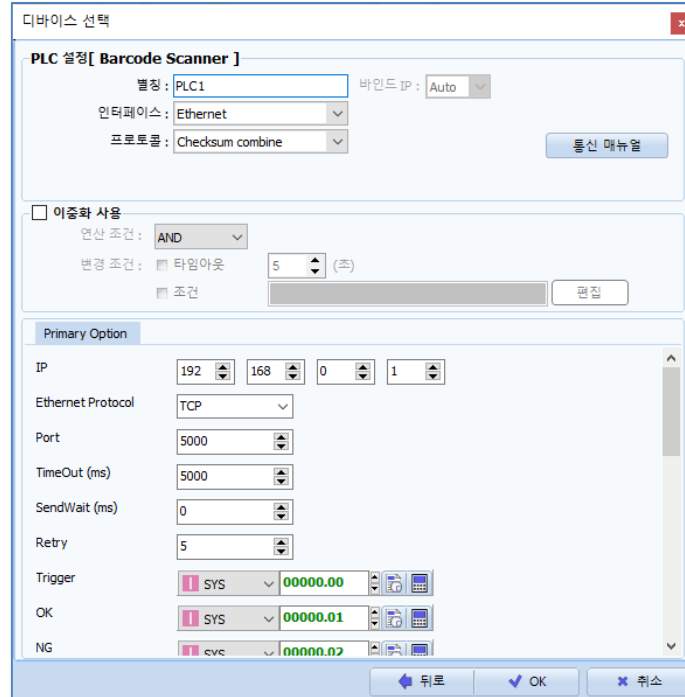 디바이스 선택
PLC 설정[ Barcode Scanner ]
별칭 : PLC1 바인드 IP : Auto
인터페이스 : Ethernet
프로토콜 : Checksum combine 통신 매뉴얼
이중화 사용
연산 조건 : AND
변경 조건 : 타임아웃 5 (초)
조건 편집
Primary Option
IP 192 168 0 1
Ethernet Protocol TCP
Port 5000
TimeOut (ms) 5000
SendWait (ms) 0
Retry 5
Trigger SYS 00000.00
OK SYS 00000.01
NG SYS 00000.02
뒤로 OK 취소